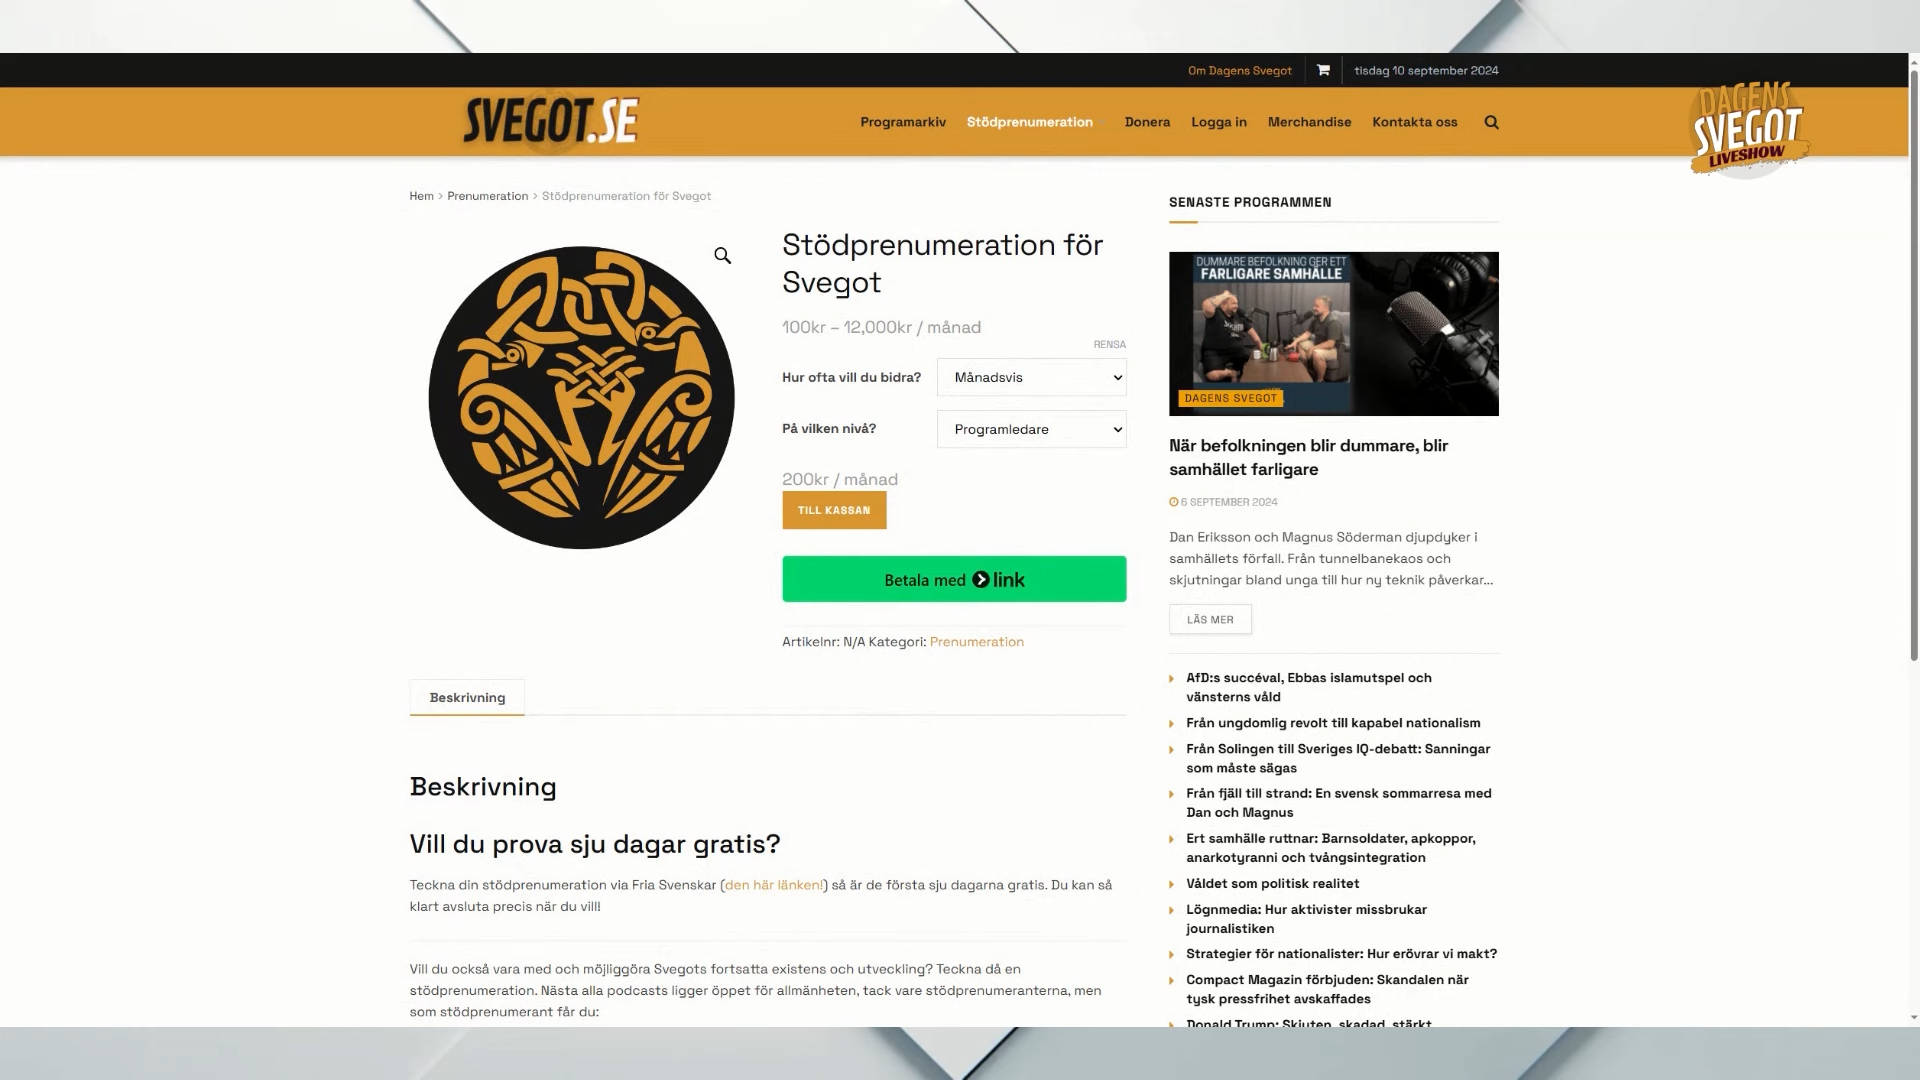 Om Dagens Svegot
tisdag 10 september 2024
SVEGOT.SE
Programarkiv
Stödprenumeration
Donera
Logga in
Merchandise
Kontakta oss
DAGENS
SVEGOT
LIVESHOW
Hem > Prenumeration > Stödprenumeration för Svegot
Stödprenumeration för
Svegot
100kr – 12,000kr / månad
RENSA
Hur ofta vill du bidra?
Månadsvis
På vilken nivå?
Programledare
200kr / månad
TILL KASSAN
Betala med link
Artikelnr: N/A Kategori: Prenumeration
Beskrivning
Beskrivning
Vill du prova sju dagar gratis?
Teckna din stödprenumeration via Fria Svenskar (den här länken!) så är de första sju dagarna gratis. Du kan så
klart avsluta precis när du vill!
Vill du också vara med och möjliggöra Svegots fortsatta existens och utveckling? Teckna då en
stödprenumeration. Nästa alla podcasts ligger öppet för allmänheten, tack vare stödprenumeranterna, men
som stödprenumerant får du:
SENASTE PROGRAMMEN
DUMMARE BEFOLKNING GER ETT
FARLIGARE SAMHÄLLE
DAGENS SVEGOT
När befolkningen blir dummare, blir
samhället farligare
6 SEPTEMBER 2024
Dan Eriksson och Magnus Söderman djupdyker i
samhällets förfall. Från tunnelbanekaos och
skjutningar bland unga till hur ny teknik påverkar...
LÄS MER
AfD:s succéval, Ebbas islamutspel och
vänsterns våld
Från ungdomlig revolt till kapabel nationalism
Från Solingen till Sveriges IQ-debatt: Sanningar
som måste sägas
Från fjäll till strand: En svensk sommarresa med
Dan och Magnus
Ert samhälle ruttnar: Barnsoldater, apkoppor,
anarkotyranni och tvångsintegration
Våldet som politisk realitet
Lögnmedia: Hur aktivister missbrukar
journalistiken
Strategier för nationalister: Hur erövrar vi makt?
Compact Magazin förbjuden: Skandalen när
tysk pressfrihet avskaffades
Donald Trump: Skjuten, skadad, stärkt